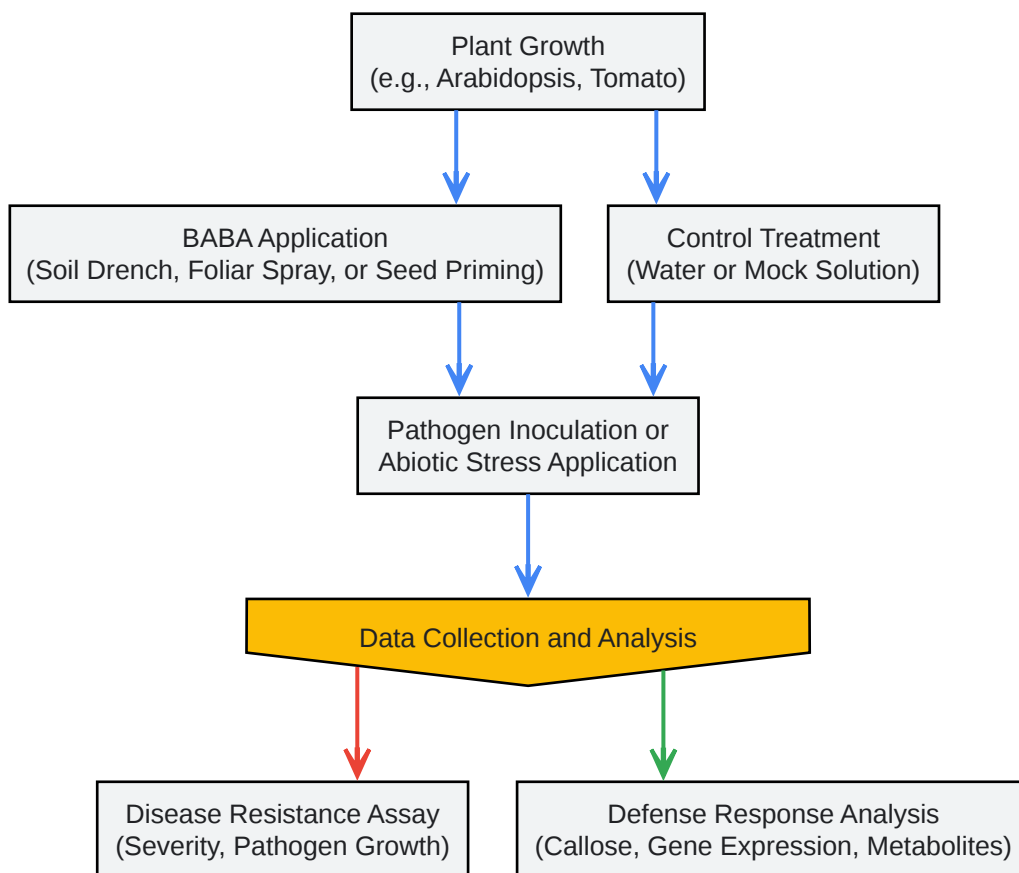 Plant Growth
(e.g., Arabidopsis, Tomato)
BABA Application
(Soil Drench, Foliar Spray, or Seed Priming)
Control Treatment
(Water or Mock Solution)
Pathogen Inoculation or
Abiotic Stress Application
Data Collection and Analysis
Disease Resistance Assay
(Severity, Pathogen Growth)
Defense Response Analysis
(Callose, Gene Expression, Metabolites)